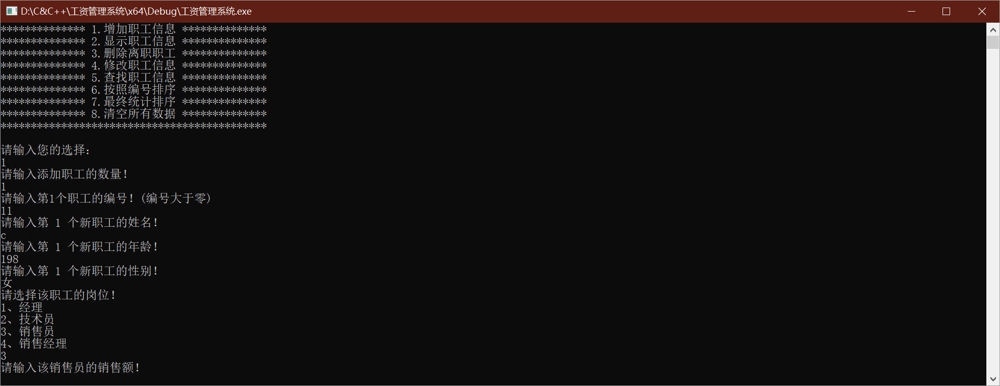 D:\C&C++\工资管理系统\x64\Debug\工资管理系统.exe
************** 1.增加职工信息 **************
************** 2.显示职工信息 **************
************** 3.删除离职职工 **************
************** 4.修改职工信息 **************
************** 5.查找职工信息 **************
************** 6.按照编号排序 **************
************** 7.最终统计排序 **************
************** 8.清空所有数据 **************
********************************************
请输入您的选择:
1
请输入添加职工的数量!
1
请输入第1个职工的编号! (编号大于零)
11
请输入第 1 个新职工的姓名!
c
请输入第 1 个新职工的年龄!
198
请输入第 1 个新职工的性别!
女
请选择该职工的岗位!
1、经理
2、技术员
3、销售员
4、销售经理
3
请输入该销售员的销售额!